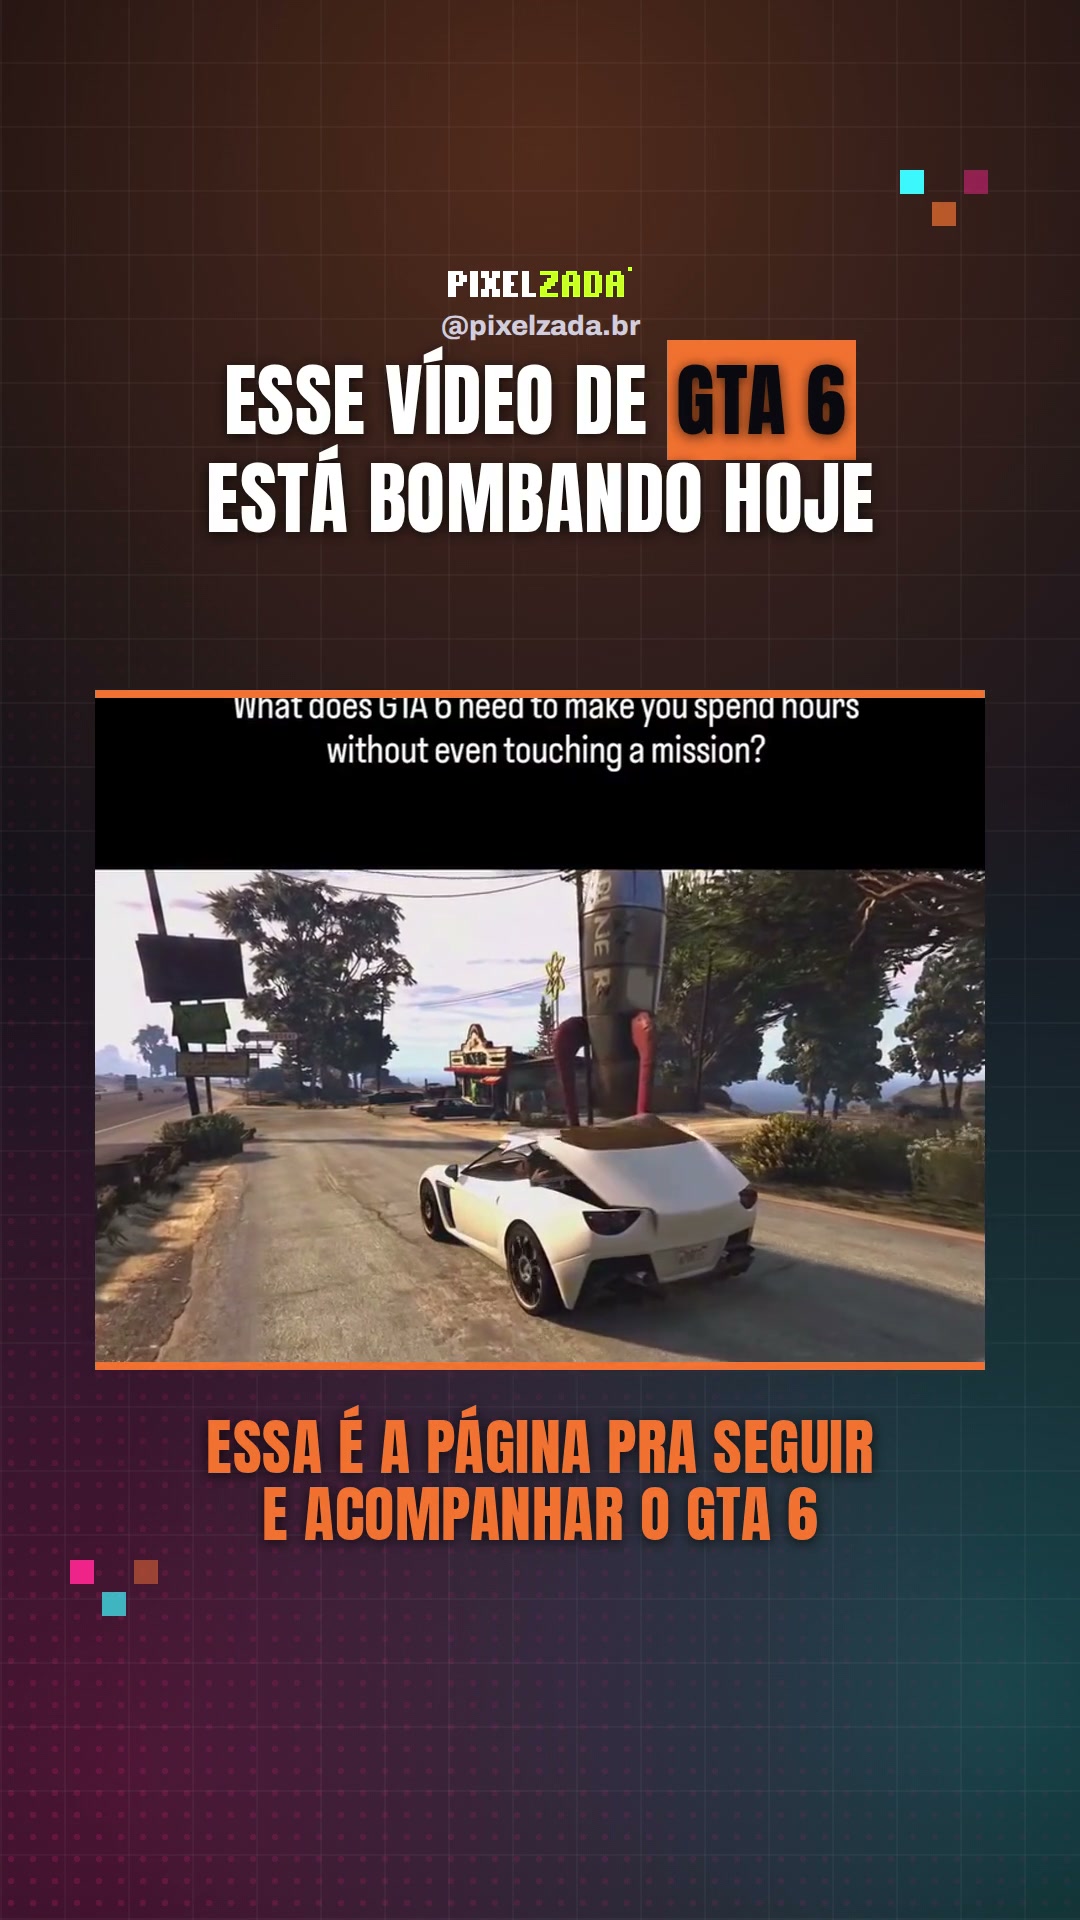 PIXELZADA
@pixelzada.br
ESSE VÍDEO DE GTA 6
ESTÁ BOMBANDO HOJE
What does GTA 6 need to make you spend hours
without even touching a mission?
DINER
ESSA É A PÁGINA PRA SEGUIR
E ACOMPANHAR O GTA 6